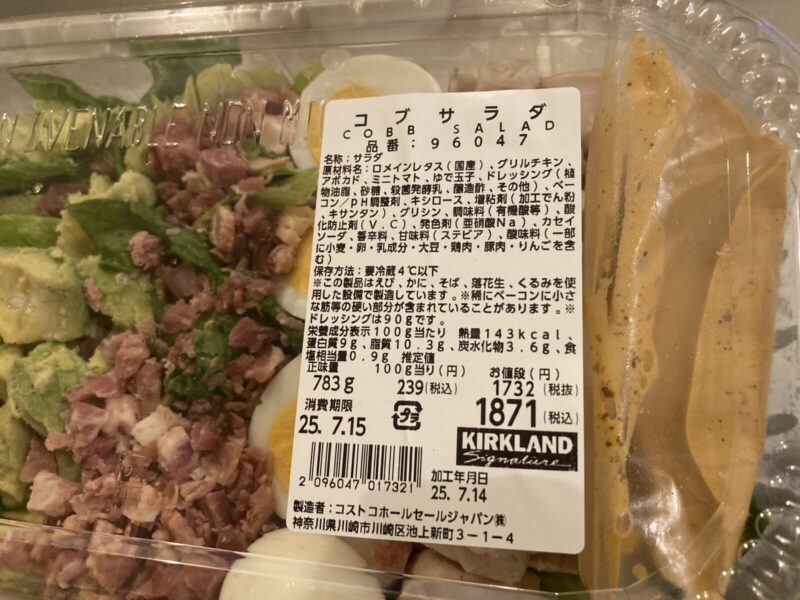 コブサラダ
COBB SALAD
品番：96047
名称：サラダ
原材料名：ロメインレタス（国産）、グリルチキン、
アボカド、ミニトマト、ゆで玉子、ドレッシング（植
物油脂、砂糖、殺菌発酵乳、醸造酢、その他）、ベー
コン／pH調整剤、キシロース、増粘剤（加工でん粉
、キサンタン）、グリシン、調味料（有機酸等）、酸
化防止剤（V．C）、発色剤（亜硝酸Na）、カゼイ
ンソーダ、香辛料、甘味料（ステビア）、酸味料（一部
に小麦・卵・乳成分・大豆・鶏肉・豚肉・りんごを含
む）
保存方法：要冷蔵4℃以下
※この製品はえび、かに、そば、落花生、くるみを使
用した設備で製造しています。※稀にベーコンに小さ
な筋等の硬い部分が含まれていることがあります。※
ドレッシングは90gです。
栄養成分表示100g当たり 熱量143kcal、
蛋白質9g、脂質10.3g、炭水化物3.6g、食
塩相当量0.9g 推定値
正味量 100g当り（円） お値段（円）
783g 239（税込） 1732（税抜）
消費期限 プラ 1871（税込）
25. 7.15
KIRKLAND
Signature
2 096047 017321
加工年月日
25. 7.14
製造者：コストコホールセールジャパン㈱
神奈川県川崎市川崎区池上新町3-1-4